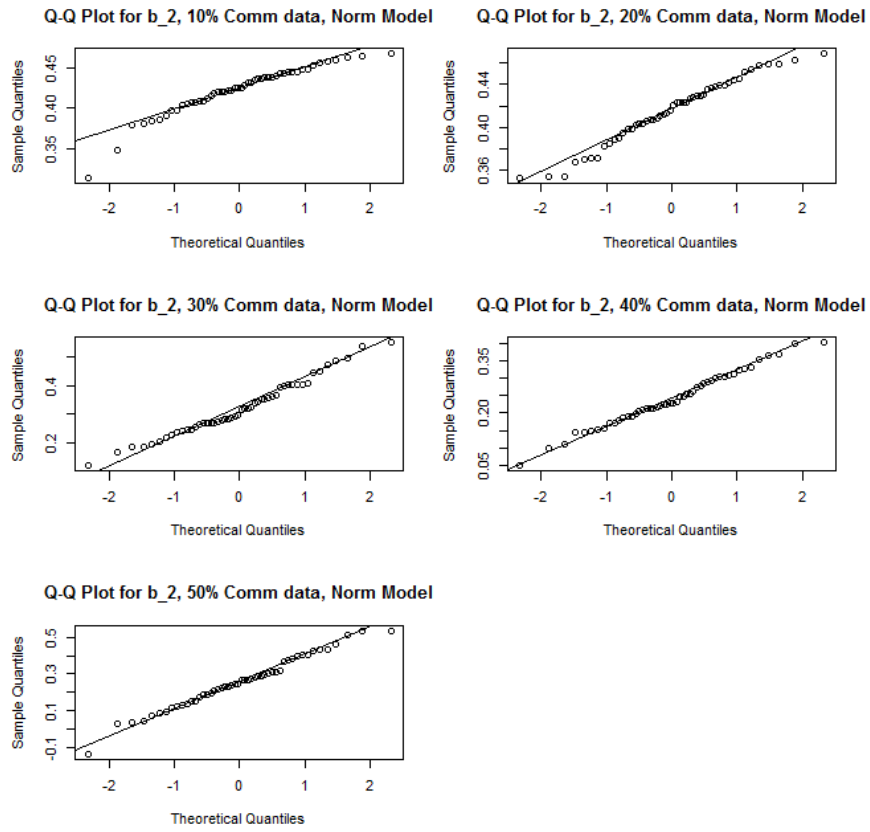 Q-Q Plot for b_2, 10% Comm data, Norm Model
Sample Quantiles
0.35 0.40 0.45
-2 -1 0 1 2
Theoretical Quantiles
Q-Q Plot for b_2, 20% Comm data, Norm Model
Sample Quantiles
0.36 0.40 0.44
-2 -1 0 1 2
Theoretical Quantiles
Q-Q Plot for b_2, 30% Comm data, Norm Model
Sample Quantiles
0.2 0.4
-2 -1 0 1 2
Theoretical Quantiles
Q-Q Plot for b_2, 40% Comm data, Norm Model
Sample Quantiles
0.05 0.20 0.35
-2 -1 0 1 2
Theoretical Quantiles
Q-Q Plot for b_2, 50% Comm data, Norm Model
Sample Quantiles
-0.1 0.1 0.3 0.5
-2 -1 0 1 2
Theoretical Quantiles